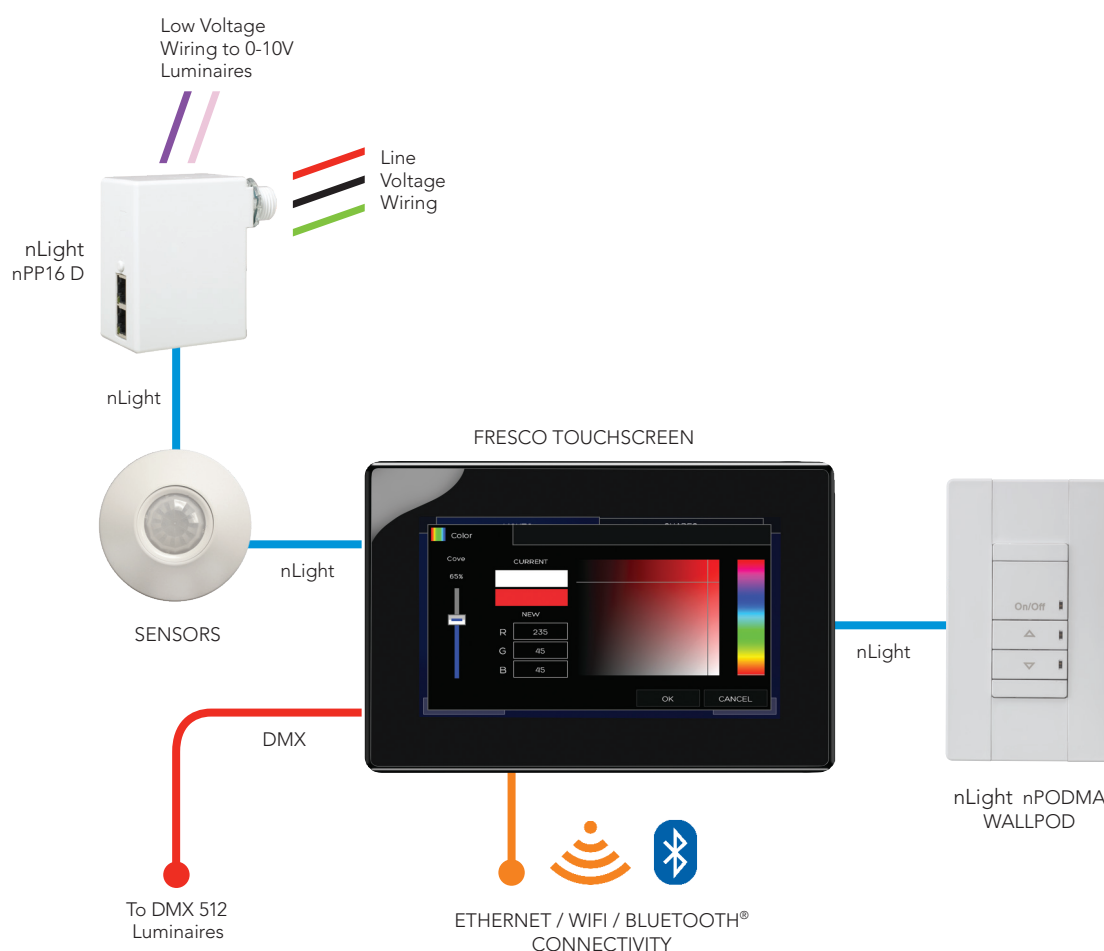 Low Voltage
Wiring to 0-10V
Luminaires
Line
Voltage
Wiring
nLight
nPP16 D
nLight
FRESCO TOUCHSCREEN
Color
Cove
65%
CURRENT
NEW
R 235
G 45
B 45
OK CANCEL
On/Off
nLight
SENSORS
nLight
DMX
nLight nPODMA
WALLPOD
To DMX 512
Luminaires
ETHERNET / WIFI / BLUETOOTH®
CONNECTIVITY